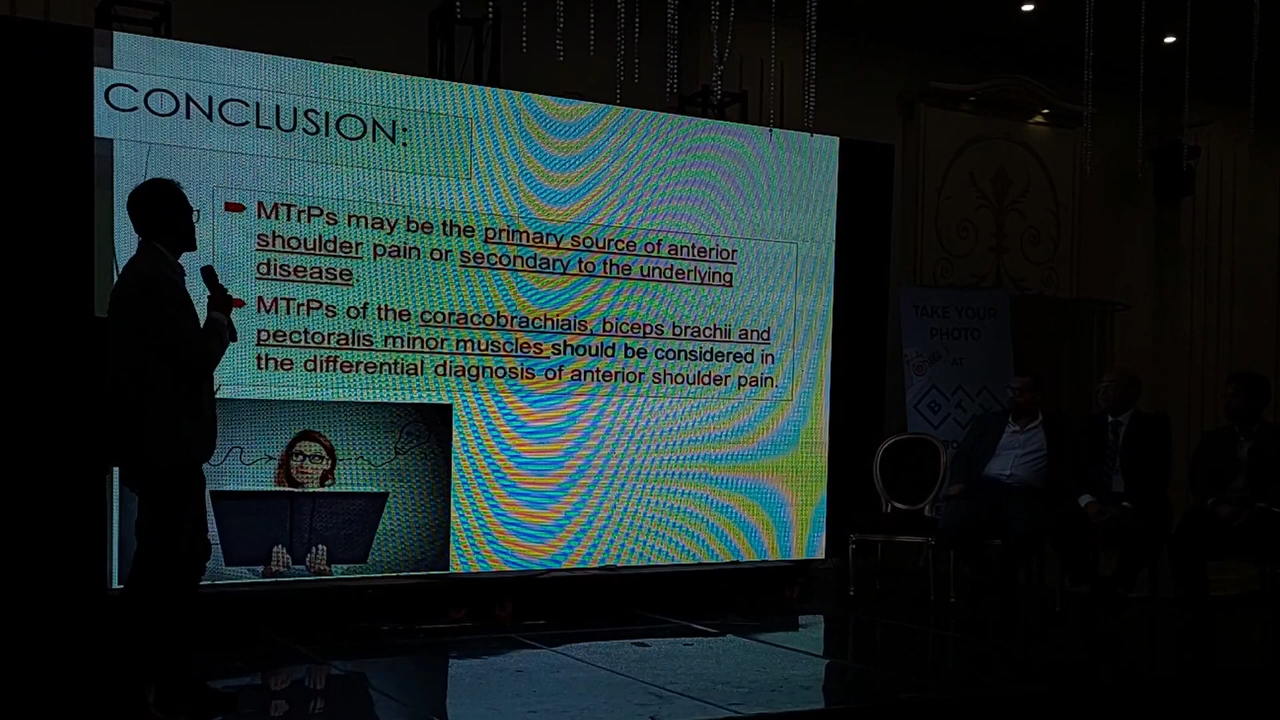 CONCLUSION:
MTrPs may be the primary source of anterior
shoulder pain or secondary to the underlying
disease.
MTrPs of the coracobrachials, biceps brachii and
pectoralis minor muscles should be considered in
the differential diagnosis of anterior shoulder pain.
TAKE YOUR
PHOTO
AT
B T